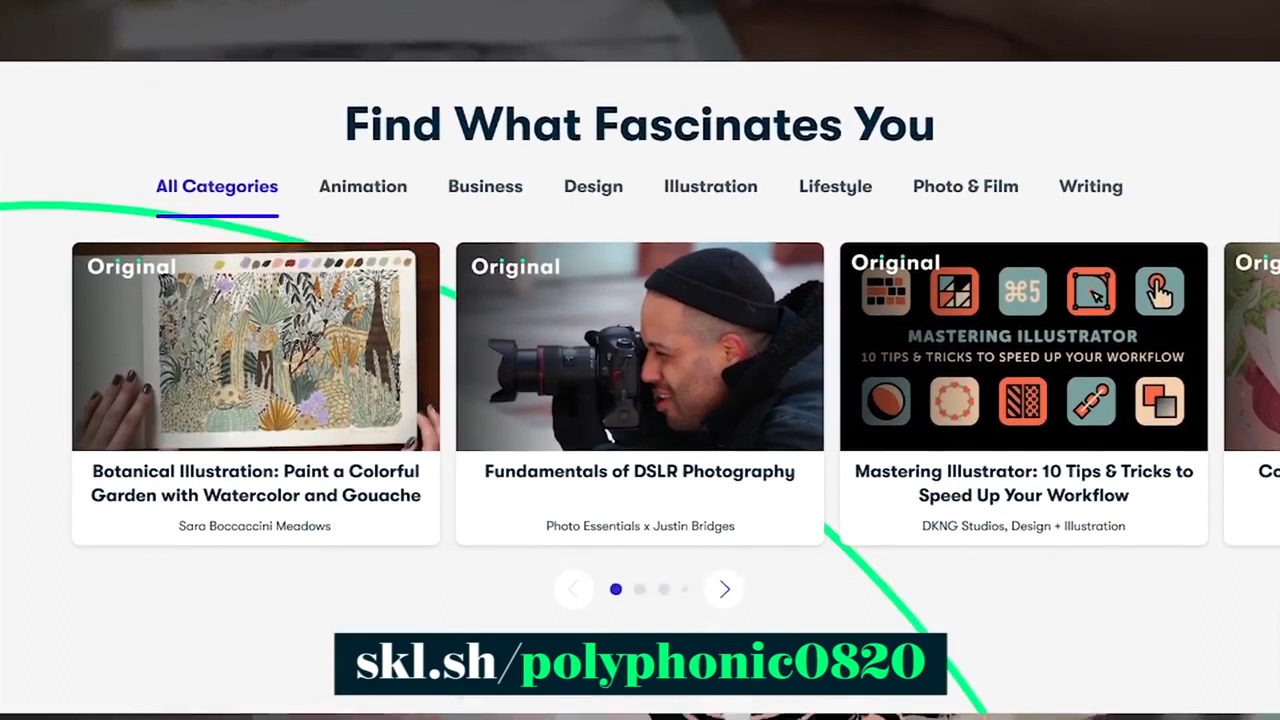 Find What Fascinates You
All Categories Animation Business Design Illustration Lifestyle Photo & Film Writing
Original
Botanical Illustration: Paint a Colorful
Garden with Watercolor and Gouache
Sara Boccaccini Meadows
Original
Fundamentals of DSLR Photography
Photo Essentials x Justin Bridges
Original
⌘5
MASTERING ILLUSTRATOR
10 TIPS & TRICKS TO SPEED UP YOUR WORKFLOW
Mastering Illustrator: 10 Tips & Tricks to
Speed Up Your Workflow
DKNG Studios, Design + Illustration
skl.sh/polyphonic0820